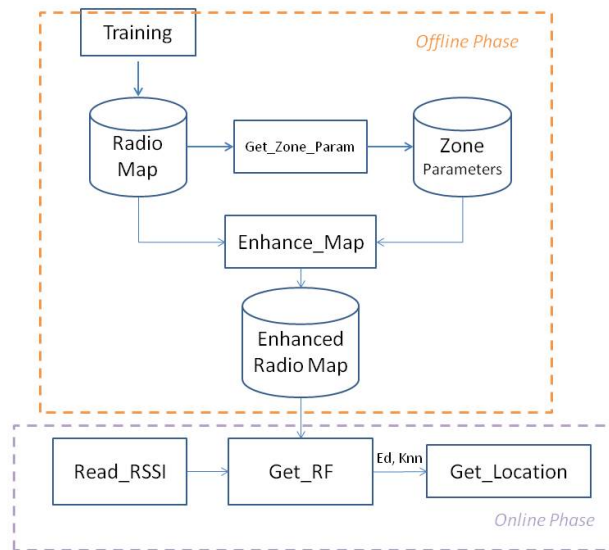 Training
Offline Phase
Radio
Map
Get_Zone_Param
Zone
Parameters
Enhance_Map
Enhanced
Radio Map
Read_RSSI
Get_RF
Ed, Knn
Get_Location
Online Phase